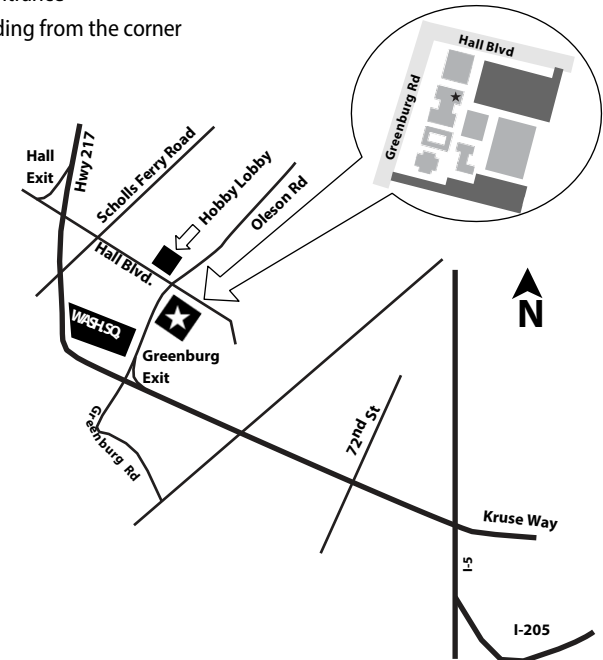 ding from the corner
Hall Blvd
Greenburg Rd
Hall
Exit
Hwy 217
Scholls Ferry Road
Hobby Lobby
Oleson Rd
Hall Blvd.
WASH.SQ.
Greenburg
Exit
N
Greenburg Rd
72nd St
Kruse Way
I-5
I-205